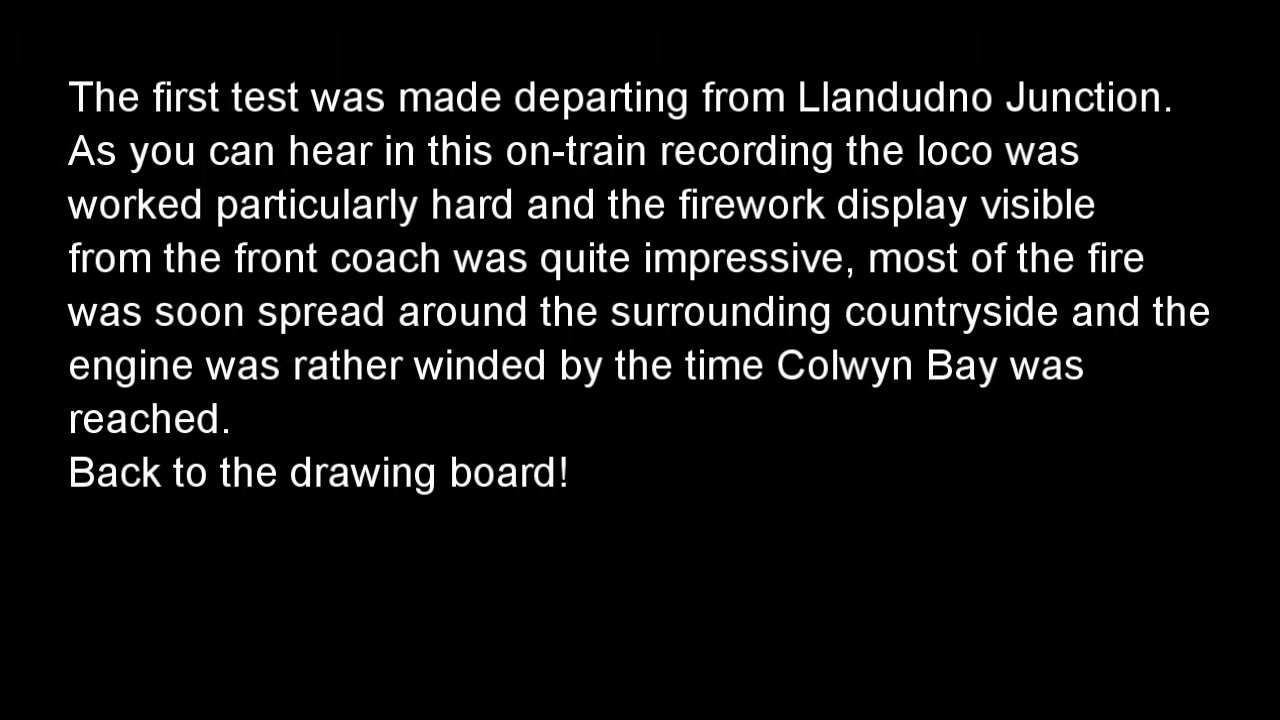 The first test was made departing from Llandudno Junction.
As you can hear in this on-train recording the loco was
worked particularly hard and the firework display visible
from the front coach was quite impressive, most of the fire
was soon spread around the surrounding countryside and the
engine was rather winded by the time Colwyn Bay was
reached.
Back to the drawing board!